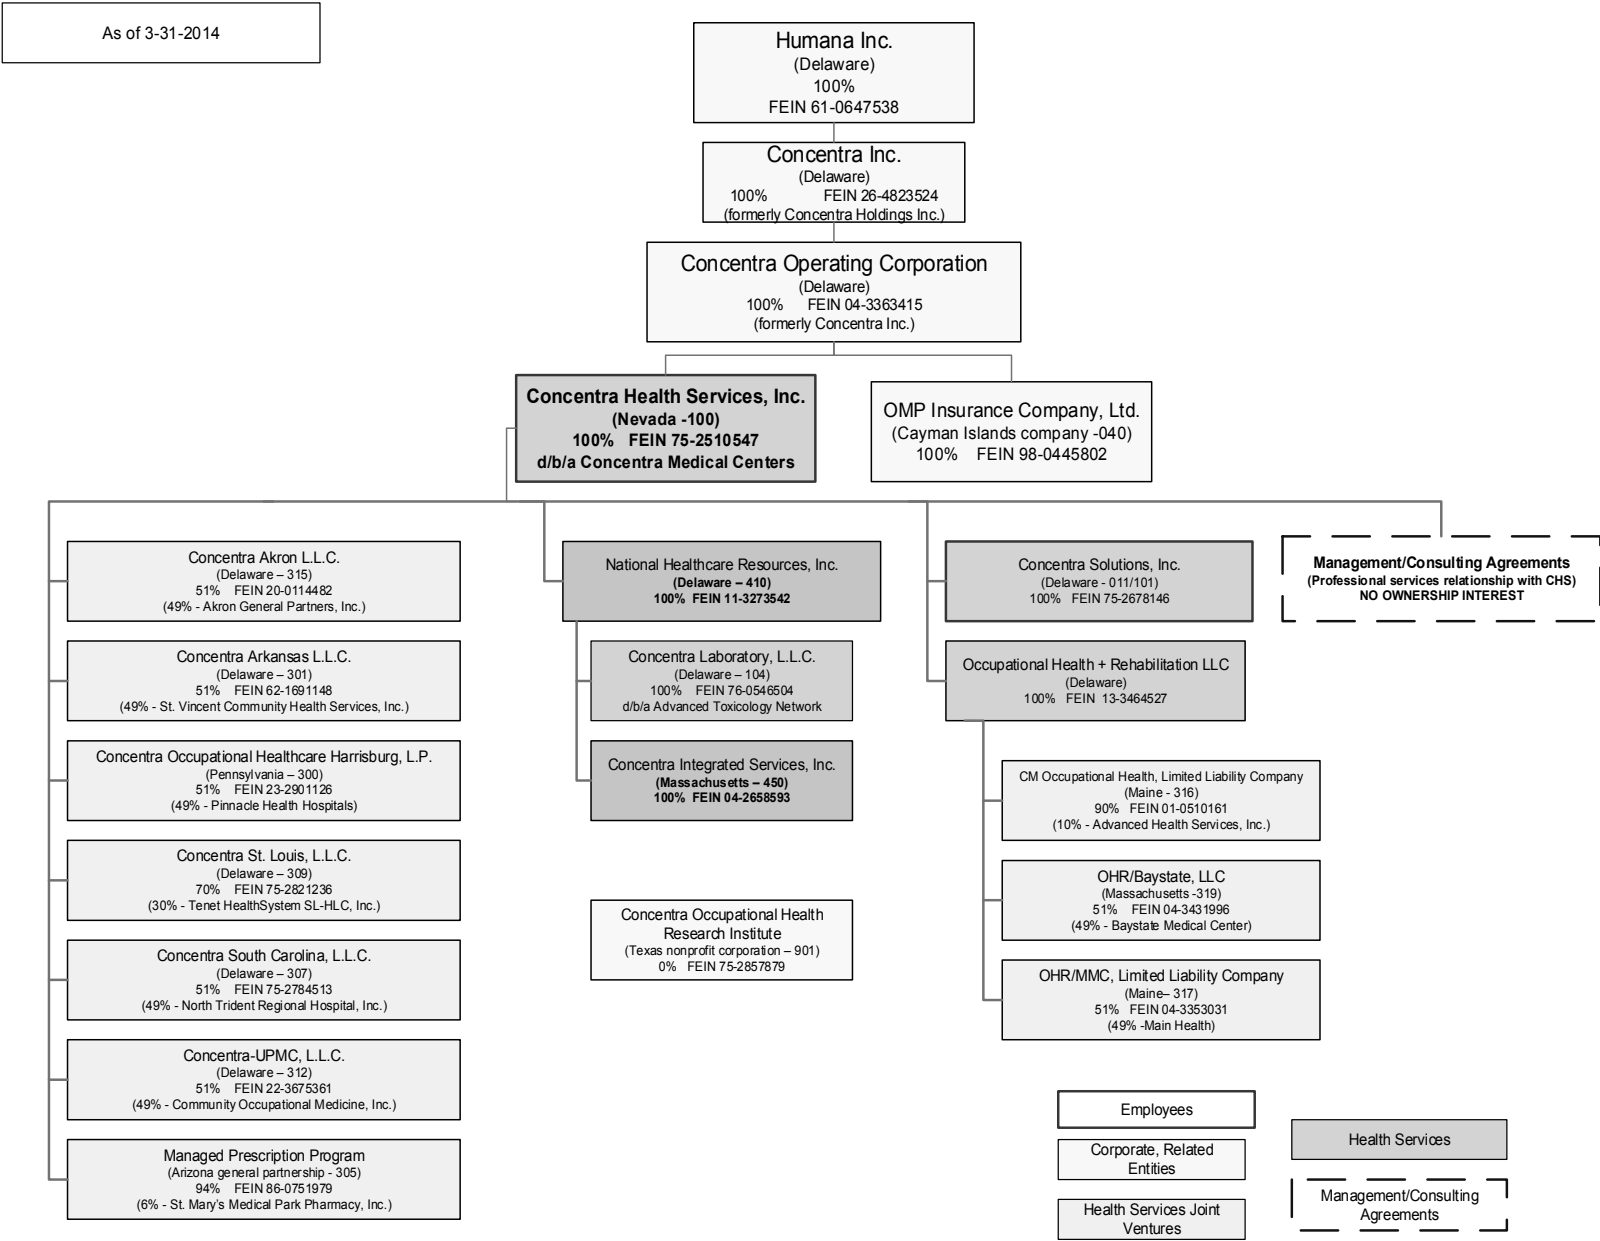 As of 3-31-2014
Humana Inc.
(Delaware)
100%
FEIN 61-0647538
Concentra Inc.
(Delaware)
100% FEIN 26-4823524
(formerly Concentra Holdings Inc.)
Concentra Operating Corporation
(Delaware)
100% FEIN 04-3363415
(formerly Concentra Inc.)
Concentra Health Services, Inc.
(Nevada -100)
100% FEIN 75-2510547
d/b/a Concentra Medical Centers
OMP Insurance Company, Ltd.
(Cayman Islands company -040)
100% FEIN 98-0445802
Concentra Akron L.L.C.
(Delaware – 315)
51% FEIN 20-0114482
(49% - Akron General Partners, Inc.)
Concentra Arkansas L.L.C.
(Delaware – 301)
51% FEIN 62-1691148
(49% - St. Vincent Community Health Services, Inc.)
Concentra Occupational Healthcare Harrisburg, L.P.
(Pennsylvania – 300)
51% FEIN 23-2901126
(49% - Pinnacle Health Hospitals)
Concentra St. Louis, L.L.C.
(Delaware – 309)
70% FEIN 75-2821236
(30% - Tenet HealthSystem SL-HLC, Inc.)
Concentra South Carolina, L.L.C.
(Delaware – 307)
51% FEIN 75-2784513
(49% - North Trident Regional Hospital, Inc.)
Concentra-UPMC, L.L.C.
(Delaware – 312)
51% FEIN 22-3675361
(49% - Community Occupational Medicine, Inc.)
Managed Prescription Program
(Arizona general partnership - 305)
94% FEIN 86-0751979
(6% - St. Mary's Medical Park Pharmacy, Inc.)
National Healthcare Resources, Inc.
(Delaware – 410)
100% FEIN 11-3273542
Concentra Laboratory, L.L.C.
(Delaware – 104)
100% FEIN 76-0546504
d/b/a Advanced Toxicology Network
Concentra Integrated Services, Inc.
(Massachusetts – 450)
100% FEIN 04-2658593
Concentra Occupational Health
Research Institute
(Texas nonprofit corporation – 901)
0% FEIN 75-2857879
Concentra Solutions, Inc.
(Delaware - 011/101)
100% FEIN 75-2678146
Occupational Health + Rehabilitation LLC
(Delaware)
100% FEIN 13-3464527
CM Occupational Health, Limited Liability Company
(Maine - 316)
90% FEIN 01-0510161
(10% - Advanced Health Services, Inc.)
OHR/Baystate, LLC
(Massachusetts -319)
51% FEIN 04-3431996
(49% - Baystate Medical Center)
OHR/MMC, Limited Liability Company
(Maine– 317)
51% FEIN 04-3353031
(49% -Main Health)
Management/Consulting Agreements
(Professional services relationship with CHS)
NO OWNERSHIP INTEREST
Employees
Corporate, Related
Entities
Health Services Joint
Ventures
Health Services
Management/Consulting
Agreements